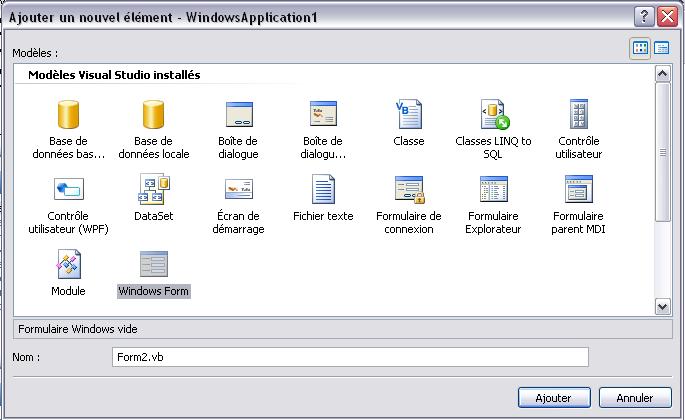 Ajouter un nouvel élément - WindowsApplication1
Modèles :
Modèles Visual Studio installés
Base de données bas...
Base de données locale
Boîte de dialogue
Boîte de dialogu...
Classe
Classes LINQ to SQL
Contrôle utilisateur
Contrôle utilisateur (WPF)
DataSet
Écran de démarrage
Fichier texte
Formulaire de connexion
Formulaire Explorateur
Formulaire parent MDI
Module
Windows Form
Formulaire Windows vide
Nom :
Form2.vb
Ajouter
Annuler